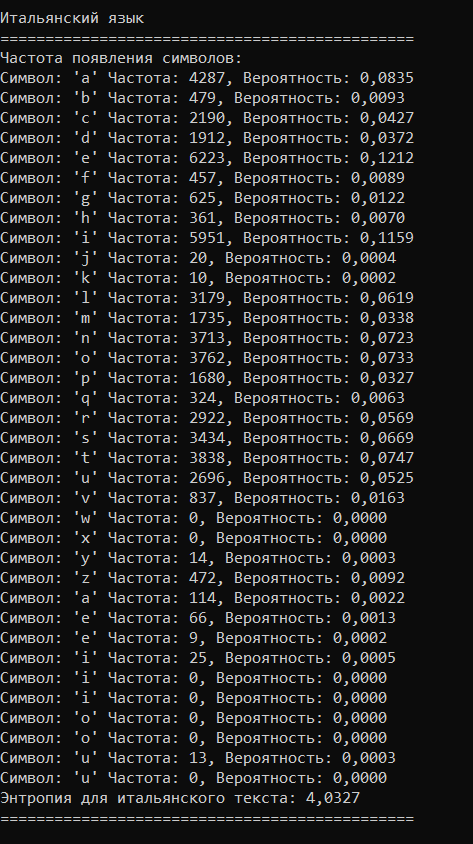 Итальянский язык
==============================================
Частота появления символов:
Символ: 'a' Частота: 4287, Вероятность: 0,0835
Символ: 'b' Частота: 479, Вероятность: 0,0093
Символ: 'c' Частота: 2190, Вероятность: 0,0427
Символ: 'd' Частота: 1912, Вероятность: 0,0372
Символ: 'e' Частота: 6223, Вероятность: 0,1212
Символ: 'f' Частота: 457, Вероятность: 0,0089
Символ: 'g' Частота: 625, Вероятность: 0,0122
Символ: 'h' Частота: 361, Вероятность: 0,0070
Символ: 'i' Частота: 5951, Вероятность: 0,1159
Символ: 'j' Частота: 20, Вероятность: 0,0004
Символ: 'k' Частота: 10, Вероятность: 0,0002
Символ: 'l' Частота: 3179, Вероятность: 0,0619
Символ: 'm' Частота: 1735, Вероятность: 0,0338
Символ: 'n' Частота: 3713, Вероятность: 0,0723
Символ: 'o' Частота: 3762, Вероятность: 0,0733
Символ: 'p' Частота: 1680, Вероятность: 0,0327
Символ: 'q' Частота: 324, Вероятность: 0,0063
Символ: 'r' Частота: 2922, Вероятность: 0,0569
Символ: 's' Частота: 3434, Вероятность: 0,0669
Символ: 't' Частота: 3838, Вероятность: 0,0747
Символ: 'u' Частота: 2696, Вероятность: 0,0525
Символ: 'v' Частота: 837, Вероятность: 0,0163
Символ: 'w' Частота: 0, Вероятность: 0,0000
Символ: 'x' Частота: 0, Вероятность: 0,0000
Символ: 'y' Частота: 14, Вероятность: 0,0003
Символ: 'z' Частота: 472, Вероятность: 0,0092
Символ: 'a' Частота: 114, Вероятность: 0,0022
Символ: 'e' Частота: 66, Вероятность: 0,0013
Символ: 'e' Частота: 9, Вероятность: 0,0002
Символ: 'i' Частота: 25, Вероятность: 0,0005
Символ: 'i' Частота: 0, Вероятность: 0,0000
Символ: 'i' Частота: 0, Вероятность: 0,0000
Символ: 'o' Частота: 0, Вероятность: 0,0000
Символ: 'o' Частота: 0, Вероятность: 0,0000
Символ: 'u' Частота: 13, Вероятность: 0,0003
Символ: 'u' Частота: 0, Вероятность: 0,0000
Энтропия для итальянского текста: 4,0327
==============================================